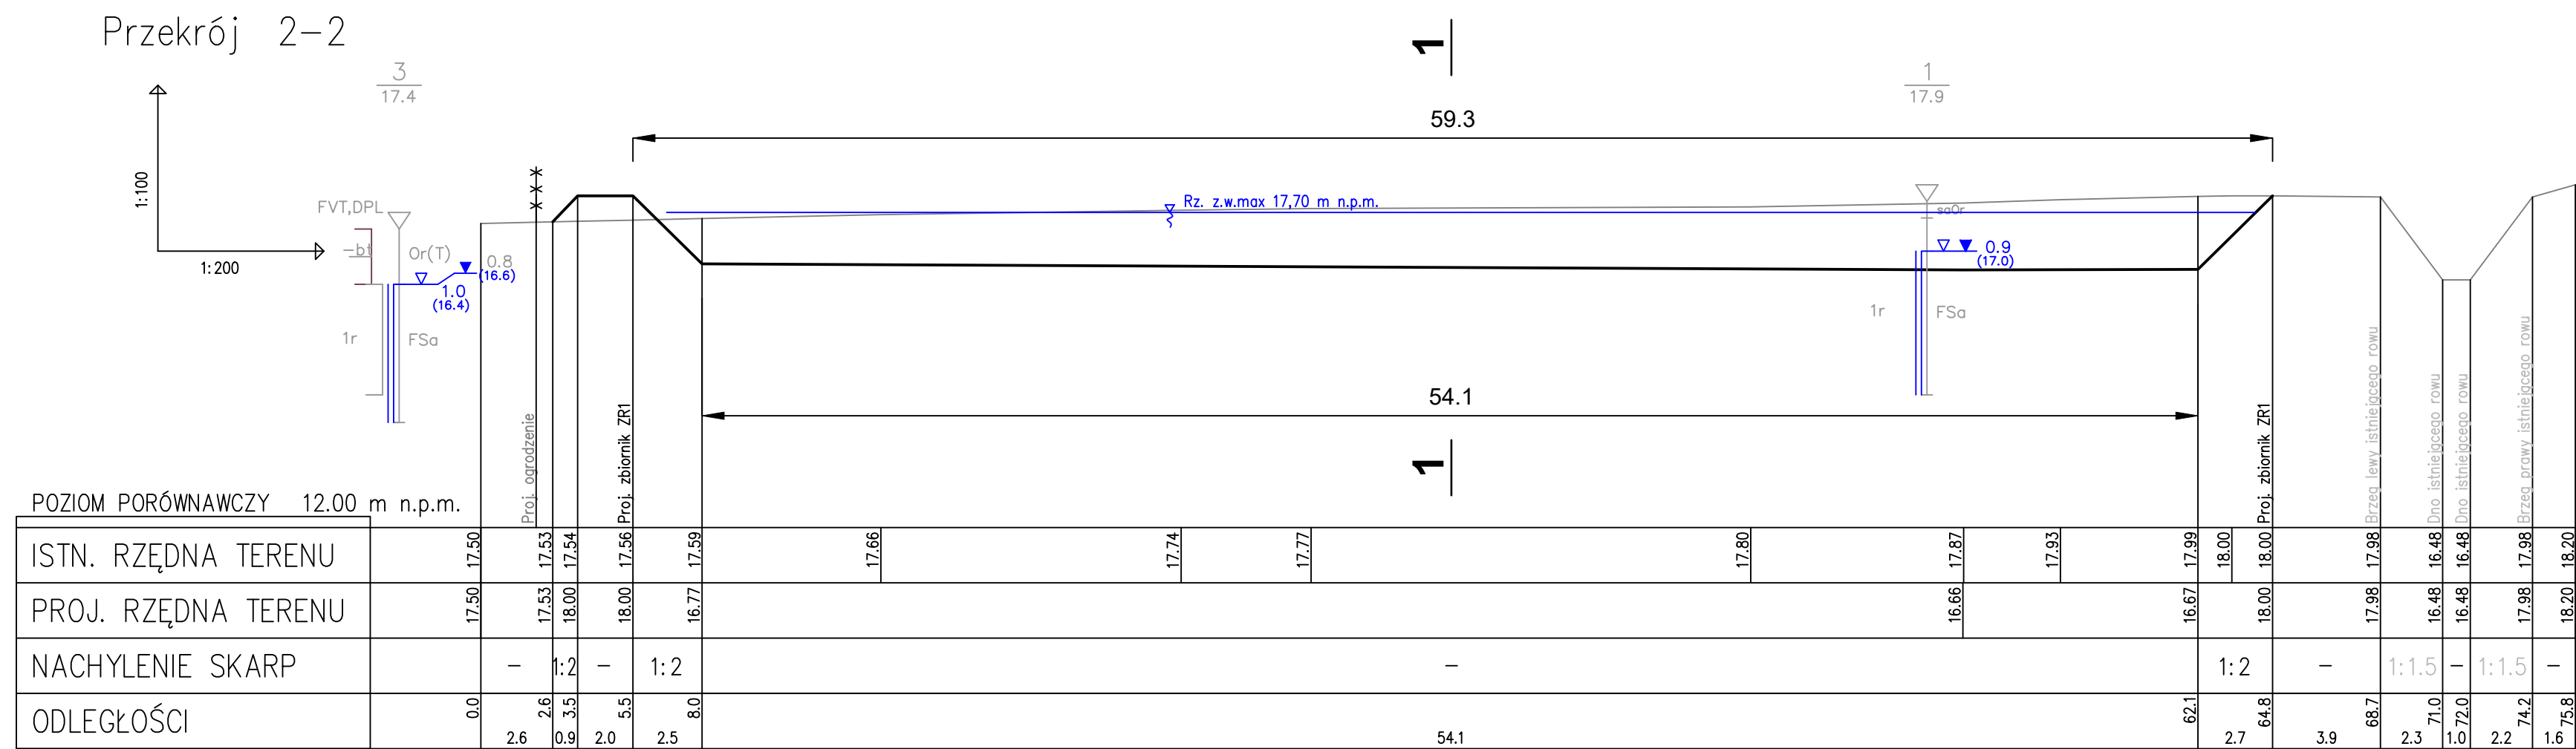 Przekrój 2-2
1
3
17.4
1
17.9
59.3
1:100
1:200
FVT,DPL
-bt
Or(T)
0.8
(16.6)
1.0
(16.4)
1r
FSa
Rz. z.w.max 17,70 m n.p.m.
saOr
0.9
(17.0)
1r
FSa
54.1
1
Proj. ogrodzenie
Proj. zbiornik ZR1
Proj. zbiornik ZR1
Brzeg lewy istniejącego rowu
Dno istniejącego rowu
Dno istniejącego rowu
Brzeg prawy istniejącego rowu
POZIOM PORÓWNAWCZY 12.00 m n.p.m.
ISTN. RZĘDNA TERENU 17.50 17.53 17.54 17.56 17.59 17.66 17.74 17.77 17.80 17.87 17.93 17.99 18.00 18.00 17.98 16.48 16.48 17.98 18.20
PROJ. RZĘDNA TERENU 17.50 17.53 18.00 18.00 16.77 16.66 16.67 18.00 17.98 16.48 16.48 17.98 18.20
NACHYLENIE SKARP - 1:2 - 1:2 - 1:2 - 1:1.5 - 1:1.5 -
ODLEGŁOŚCI 0.0 2.6 3.5 5.5 8.0 62.1 64.8 68.7 71.0 72.0 74.2 75.8
2.6 0.9 2.0 2.5 54.1 2.7 3.9 2.3 1.0 2.2 1.6